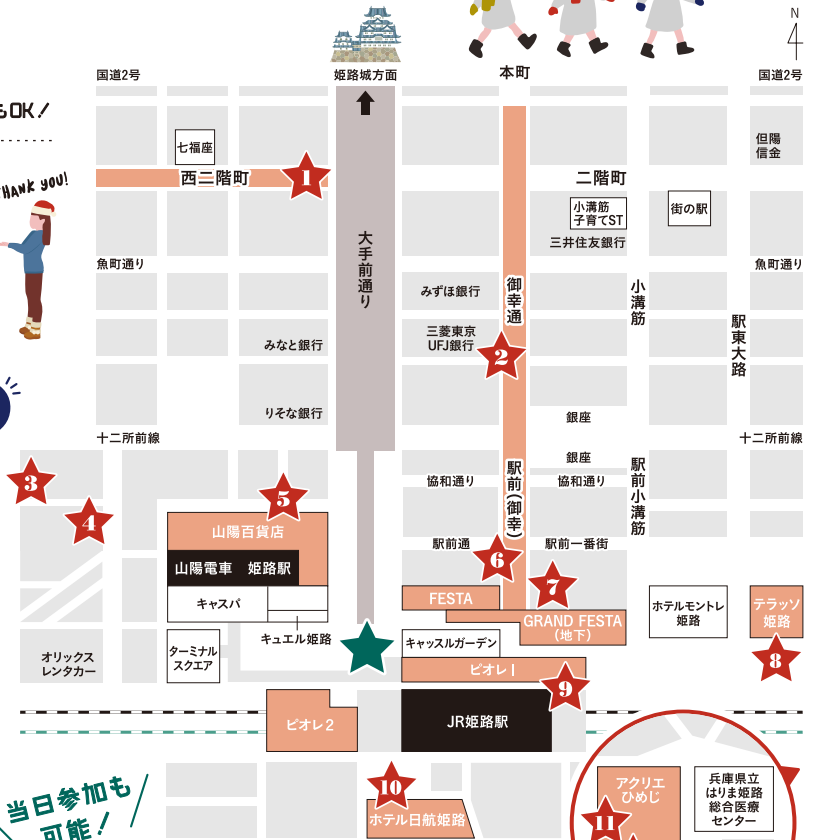 N
国道2号
姫路城方面
本町
国道2号
もOK!
THANK YOU!
七福座
但陽
信金
西二階町
1
二階町
小溝筋
子育てST
街の駅
三井住友銀行
大手前通り
魚町通り
魚町通り
みずほ銀行
御幸通
小溝筋
三菱東京
UFJ銀行
駅東大路
みなと銀行
2
りそな銀行
銀座
十二所前線
十二所前線
銀座
協和通り
駅前(御幸)
協和通り
駅前小溝筋
3
4
5
山陽百貨店
駅前通
駅前一番街
山陽電車 姫路駅
6
7
キャスパ
FESTA
ホテルモントレ
姫路
テラッソ
姫路
GRAND FESTA
(地下)
キュエル姫路
キャッスルガーデン
ターミナル
スクエア
オリックス
レンタカー
8
ピオレ1
9
ピオレ2
JR姫路駅
当日参加も
可能!
10
ホテル日航姫路
アクリエ
ひめじ
兵庫県立
はりま姫路
総合医療
センター
11